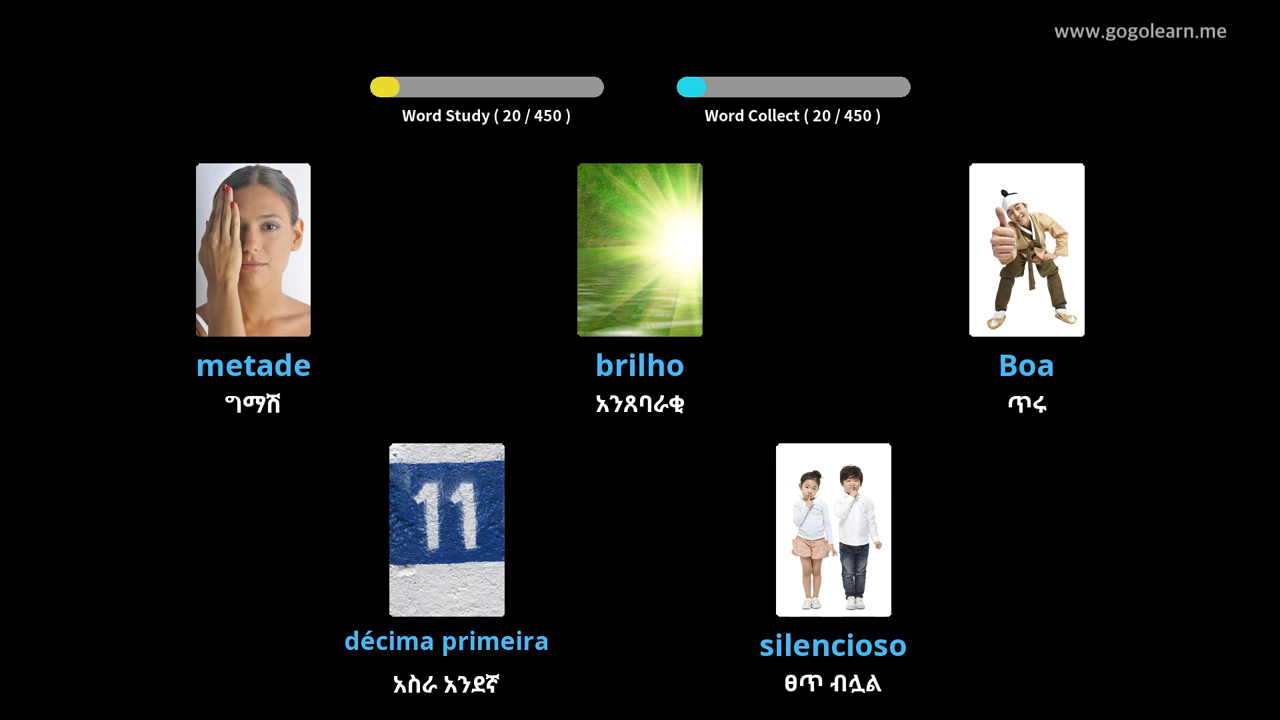 www.gogolearn.me
Word Study ( 20 / 450 )
Word Collect ( 20 / 450 )
metade
ግማሽ
brilho
አንጸባራቂ
Boa
ጥሩ
11
décima primeira
አስራ አንደኛ
silencioso
ፀጥ ብሏል